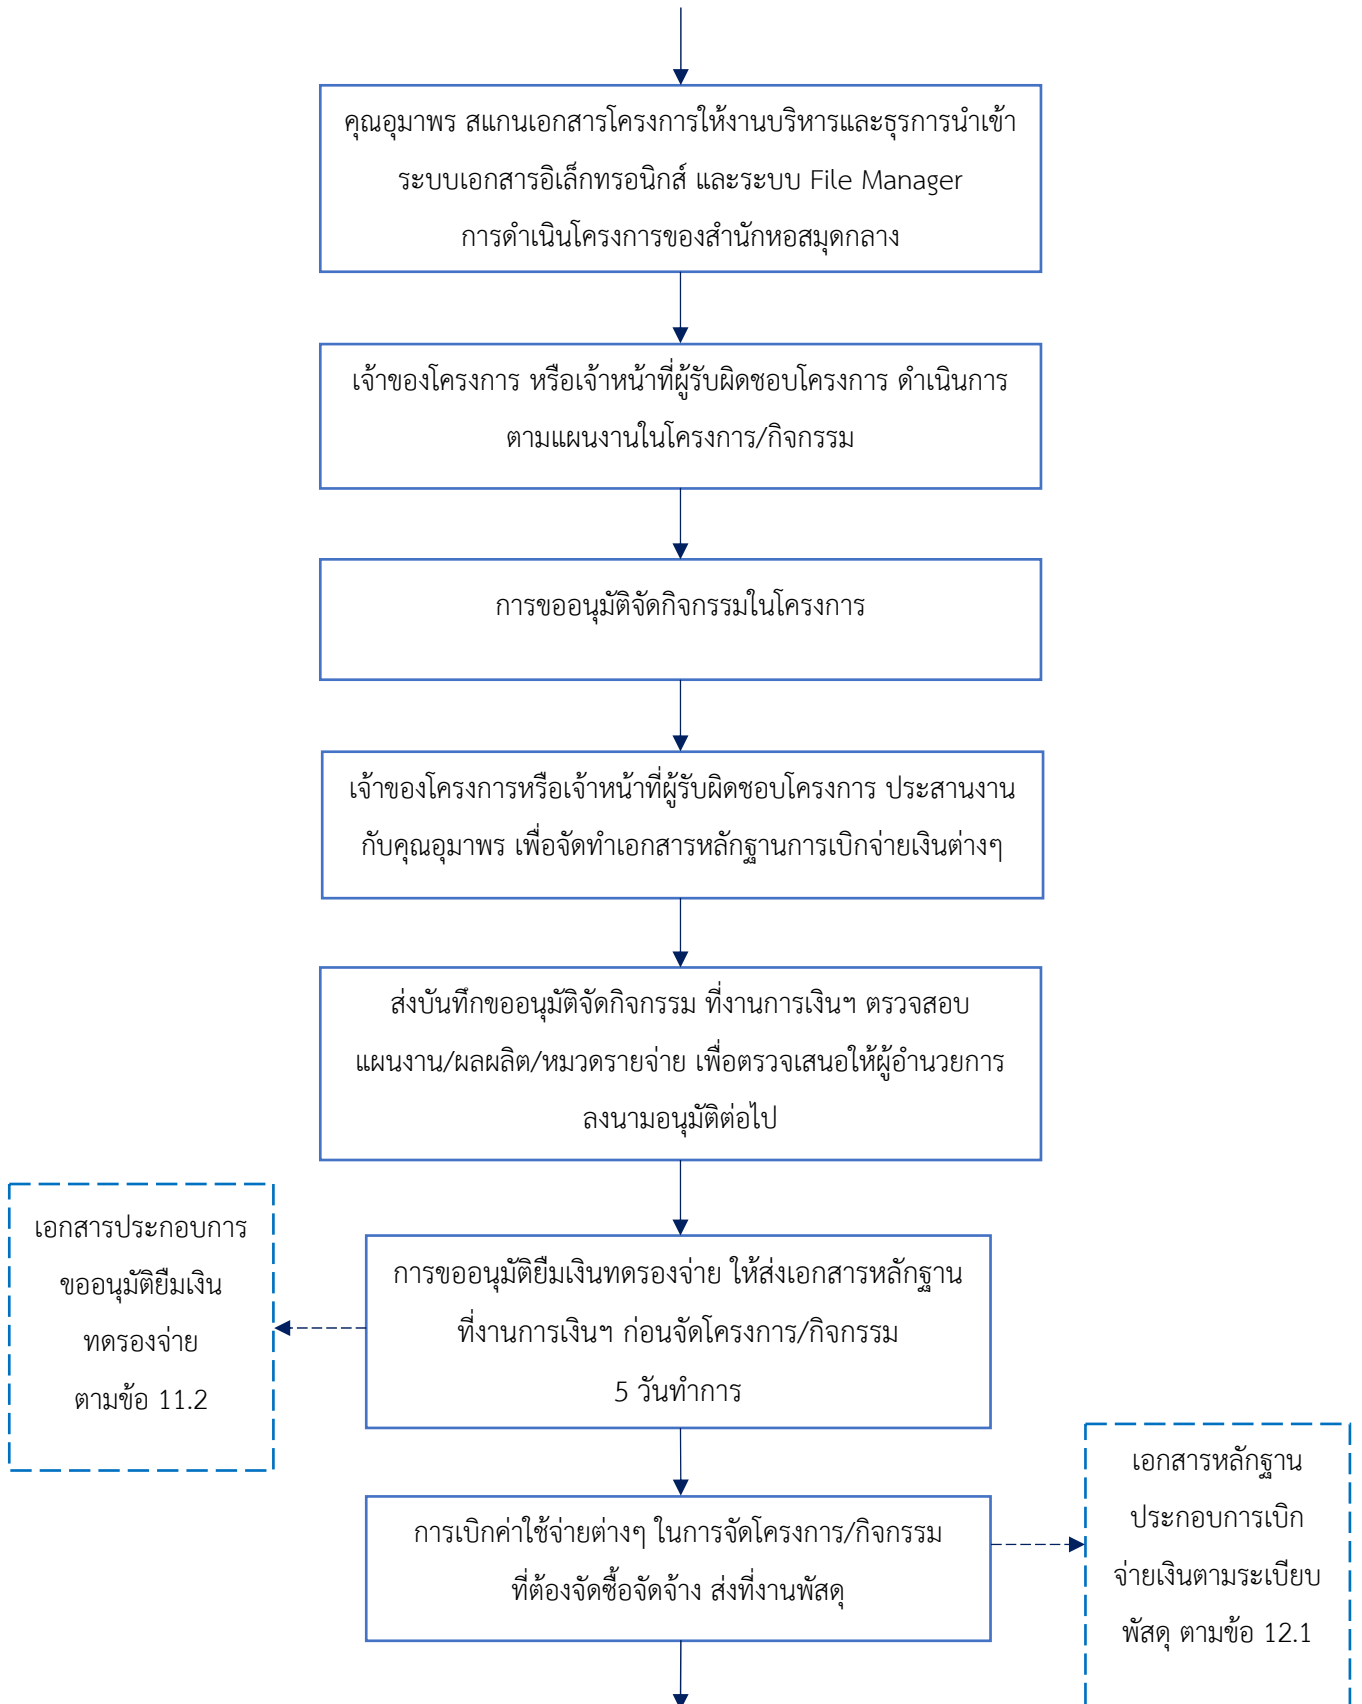 คุณอุมาพร สแกนเอกสารโครงการให้งานบริหารและธุรการนำเข้า
ระบบเอกสารอิเล็กทรอนิกส์ และระบบ File Manager
การดำเนินโครงการของสำนักหอสมุดกลาง
เจ้าของโครงการ หรือเจ้าหน้าที่ผู้รับผิดชอบโครงการ ดำเนินการ
ตามแผนงานในโครงการ/กิจกรรม
การขออนุมัติจัดกิจกรรมในโครงการ
เจ้าของโครงการหรือเจ้าหน้าที่ผู้รับผิดชอบโครงการ ประสานงาน
กับคุณอุมาพร เพื่อจัดทำเอกสารหลักฐานการเบิกจ่ายเงินต่างๆ
ส่งบันทึกขออนุมัติจัดกิจกรรม ที่งานการเงินฯ ตรวจสอบ
แผนงาน/ผลผลิต/หมวดรายจ่าย เพื่อตรวจเสนอให้ผู้อำนวยการ
ลงนามอนุมัติต่อไป
เอกสารประกอบการ
ขออนุมัติยืมเงิน
ทดรองจ่าย
ตามข้อ 11.2
การขออนุมัติยืมเงินทดรองจ่าย ให้ส่งเอกสารหลักฐาน
ที่งานการเงินฯ ก่อนจัดโครงการ/กิจกรรม
5 วันทำการ
การเบิกค่าใช้จ่ายต่างๆ ในการจัดโครงการ/กิจกรรม
ที่ต้องจัดซื้อจัดจ้าง ส่งที่งานพัสดุ
เอกสารหลักฐาน
ประกอบการเบิก
จ่ายเงินตามระเบียบ
พัสดุ ตามข้อ 12.1